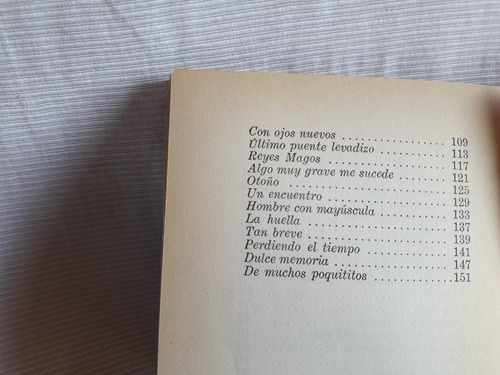 Con ojos nuevos .................... 109
Último puente levadizo ............. 113
Reyes Magos ........................ 117
Algo muy grave me sucede ........... 121
Otoño .............................. 125
Un encuentro ....................... 129
Hombre con mayúscula ............... 133
La huella .......................... 137
Tan breve .......................... 139
Perdiendo el tiempo ................ 141
Dulce memoria ...................... 147
De muchos poquititos ............... 151